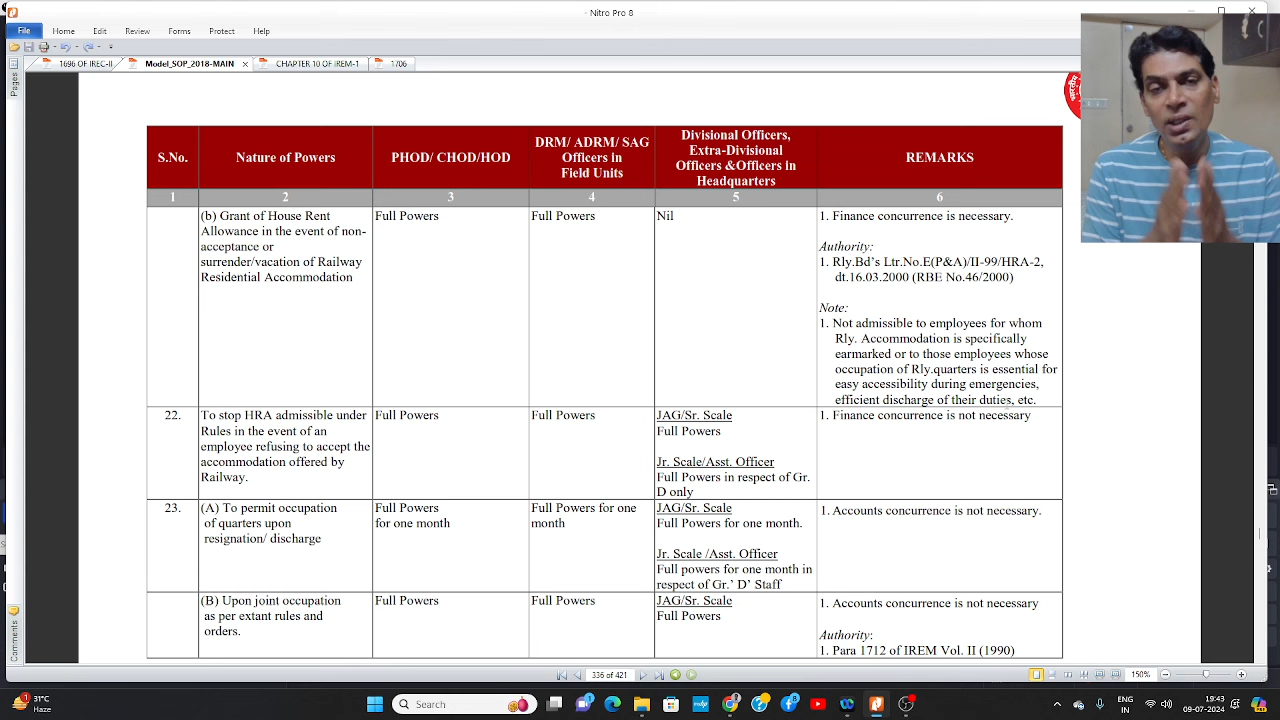 - Nitro Pro 8
File Home Edit Review Forms Protect Help
1696 OF IREC-II Model_SOP_2018-MAIN CHAPTER 10 OF IREM-1 1706
Pages
S.No. Nature of Powers PHOD/ CHOD/HOD DRM/ ADRM/ SAG Officers in Field Units Divisional Officers, Extra-Divisional Officers &Officers in Headquarters REMARKS
1 2 3 4 5 6
(b) Grant of House Rent
Allowance in the event of non-
acceptance or
surrender/vacation of Railway
Residential Accommodation
Full Powers
Full Powers
Nil
1. Finance concurrence is necessary.
Authority:
1. Rly.Bd's Ltr.No.E(P&A)/II-99/HRA-2,
dt.16.03.2000 (RBE No.46/2000)
Note:
1. Not admissible to employees for whom
Rly. Accommodation is specifically
earmarked or to those employees whose
occupation of Rly.quarters is essential for
easy accessibility during emergencies,
efficient discharge of their duties, etc.
22.
To stop HRA admissible under
Rules in the event of an
employee refusing to accept the
accommodation offered by
Railway.
Full Powers
Full Powers
JAG/Sr. Scale
Full Powers
Jr. Scale/Asst. Officer
Full Powers in respect of Gr.
D only
1. Finance concurrence is not necessary
23.
(A) To permit occupation
of quarters upon
resignation/ discharge
Full Powers
for one month
Full Powers for one
month
JAG/Sr. Scale
Full Powers for one month.
Jr. Scale /Asst. Officer
Full powers for one month in
respect of Gr.' D' Staff
1. Accounts concurrence is not necessary.
(B) Upon joint occupation
as per extant rules and
orders.
Full Powers
Full Powers
JAG/Sr. Scale
Full Powers
1. Accounts concurrence is not necessary
Authority:
1. Para 1712 of IREM Vol. II (1990)
Comments
336 of 421
150%
31°C
Haze
Search
ENG
IN
19:43
09-07-2024